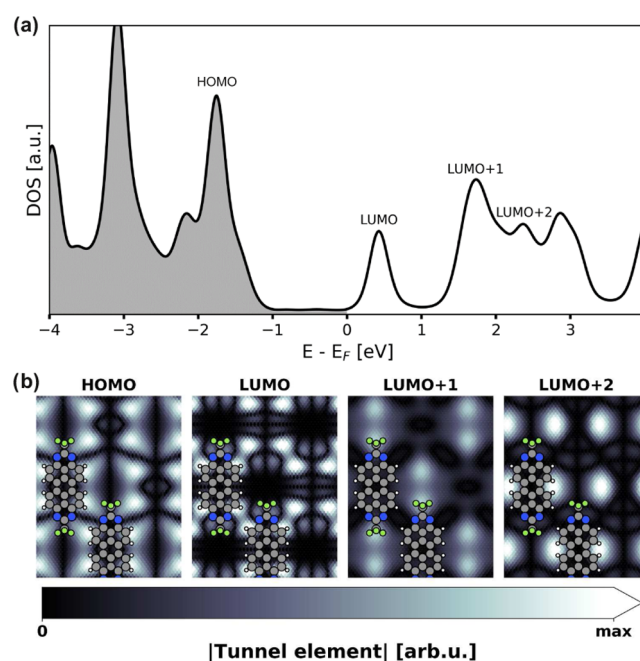 (a)
DOS [a.u.]
HOMO
LUMO
LUMO+1
LUMO+2
−4 −3 −2 −1 0 1 2 3
E - E_F [eV]
(b)
HOMO LUMO LUMO+1 LUMO+2
0 max
|Tunnel element| [arb.u.]